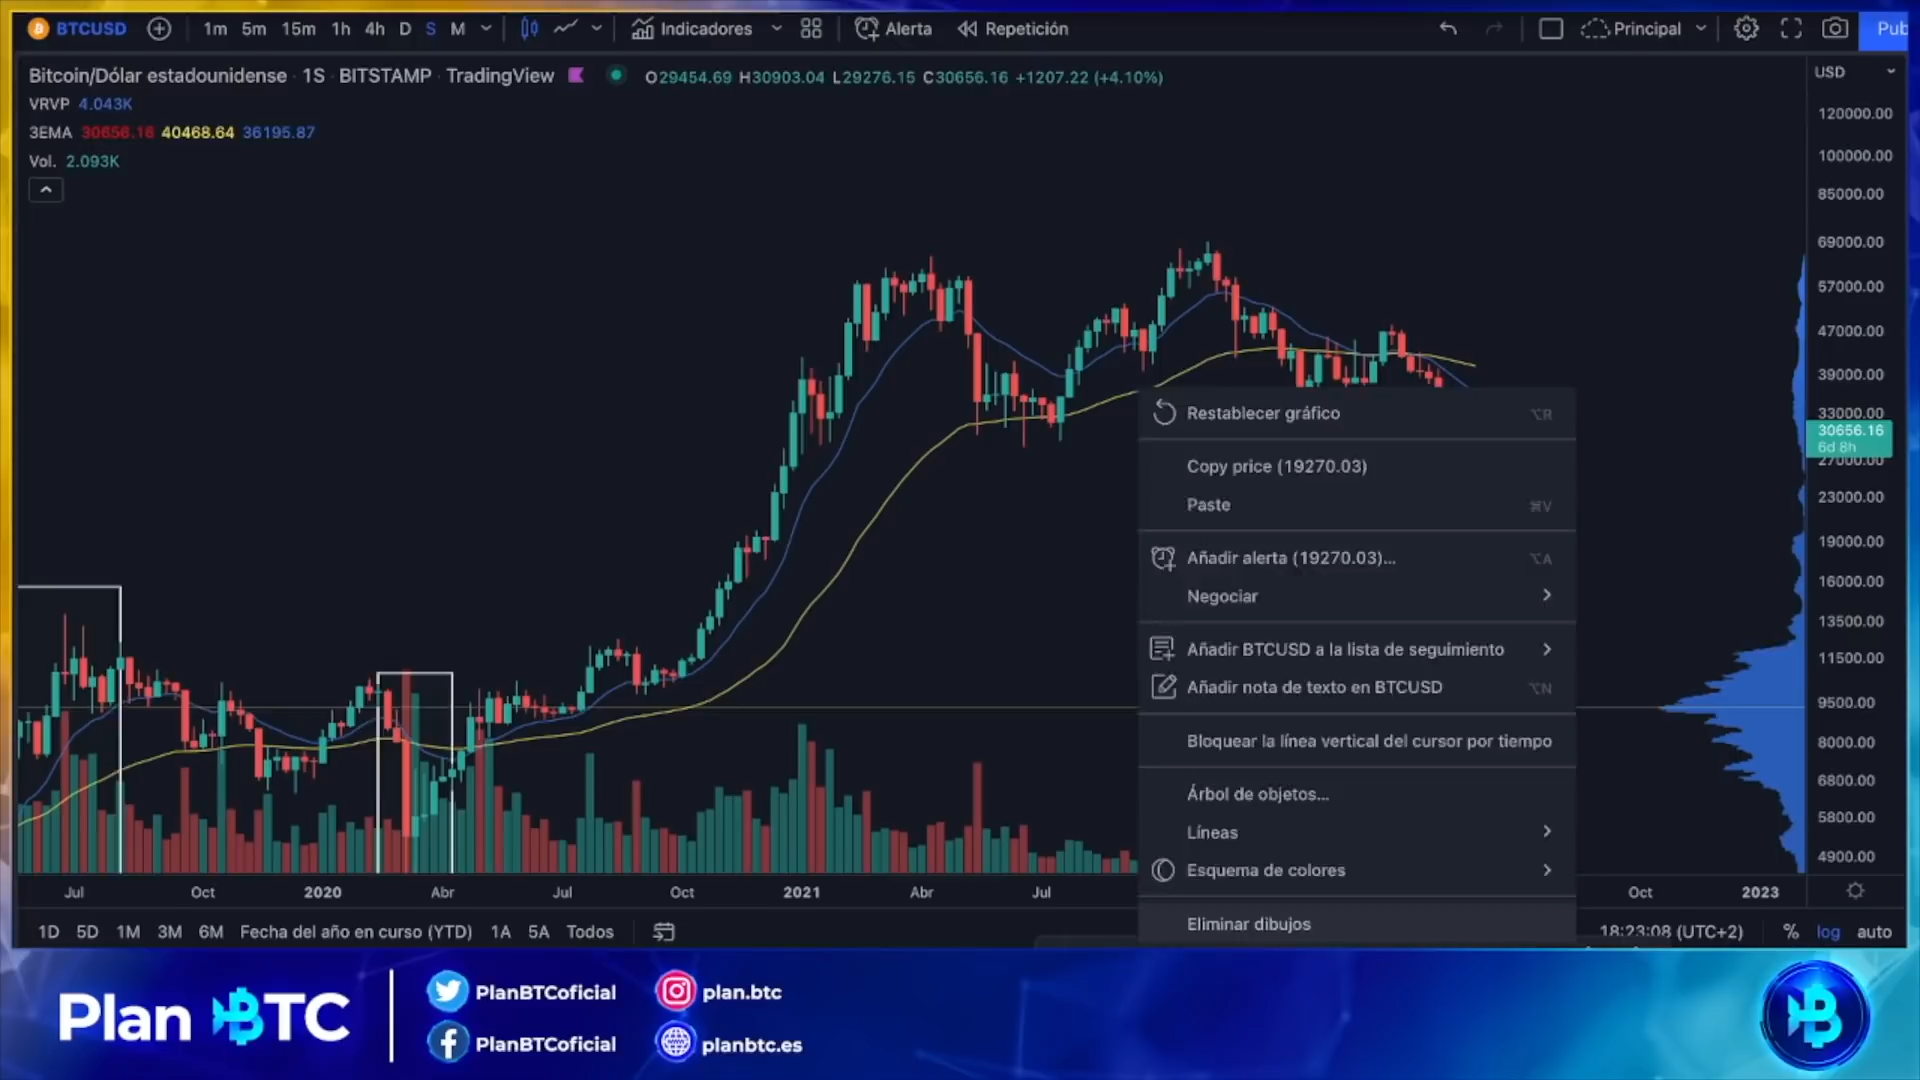 BTCUSD 1m 5m 15m 1h 4h D S M Indicadores Alerta Repetición Principal Pub
Bitcoin/Dólar estadounidense · 1S · BITSTAMP · TradingView O29454.69 H30903.04 L29276.15 C30656.16 +1207.22 (+4.10%) USD
VRVP 4.043K
3EMA 30656.16 40468.64 36195.87
Vol. 2.093K
120000.00
100000.00
85000.00
69000.00
57000.00
47000.00
39000.00
33000.00
30656.16
6d 8h
27000.00
23000.00
19000.00
16000.00
13500.00
11500.00
9500.00
8000.00
6800.00
5800.00
4900.00
Restablecer gráfico ⌥R
Copy price (19270.03)
Paste ⌘V
Añadir alerta (19270.03)... ⌥A
Negociar
Añadir BTCUSD a la lista de seguimiento
Añadir nota de texto en BTCUSD ⌥N
Bloquear la línea vertical del cursor por tiempo
Árbol de objetos...
Líneas
Esquema de colores
Eliminar dibujos
Jul Oct 2020 Abr Jul Oct 2021 Abr Jul Oct 2023
1D 5D 1M 3M 6M Fecha del año en curso (YTD) 1A 5A Todos 18:23:08 (UTC+2) % log auto
Plan BTC
PlanBTCoficial plan.btc
PlanBTCoficial planbtc.es